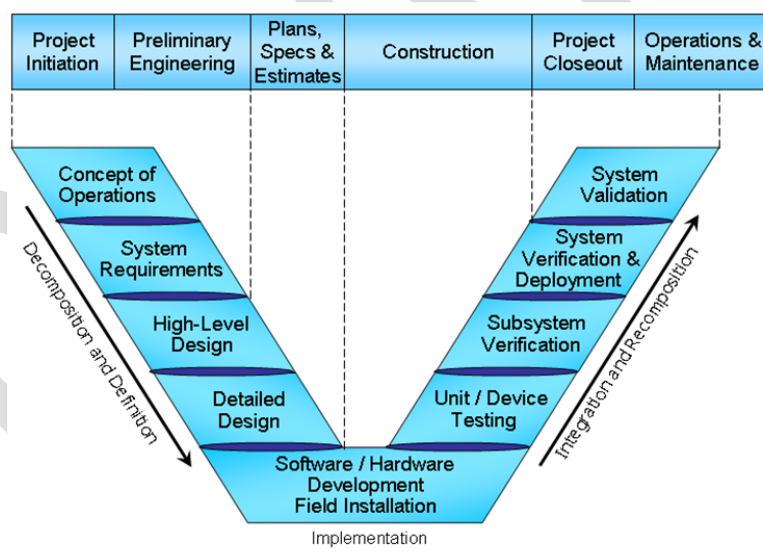 Project
Initiation
Preliminary
Engineering
Plans,
Specs &
Estimates
Construction
Project
Closeout
Operations &
Maintenance
Concept of
Operations
System
Requirements
High-Level
Design
Detailed
Design
Software / Hardware
Development
Field Installation
Unit / Device
Testing
Subsystem
Verification
System
Verification &
Deployment
System
Validation
Decomposition and Definition
Integration and Recomposition
Implementation